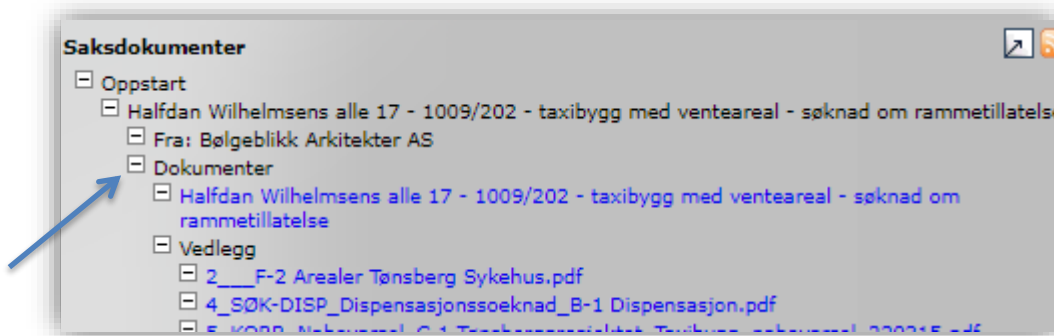 Saksdokumenter
Oppstart
Halfdan Wilhelmsens alle 17 - 1009/202 - taxibygg med venteareal - søknad om rammetillatelse
Fra: Bølgeblikk Arkitekter AS
Dokumenter
Halfdan Wilhelmsens alle 17 - 1009/202 - taxibygg med venteareal - søknad om
rammetillatelse
Vedlegg
2___F-2 Arealer Tønsberg Sykehus.pdf
4_SØK-DISP_Dispensasjonssoeknad_B-1 Dispensasjon.pdf